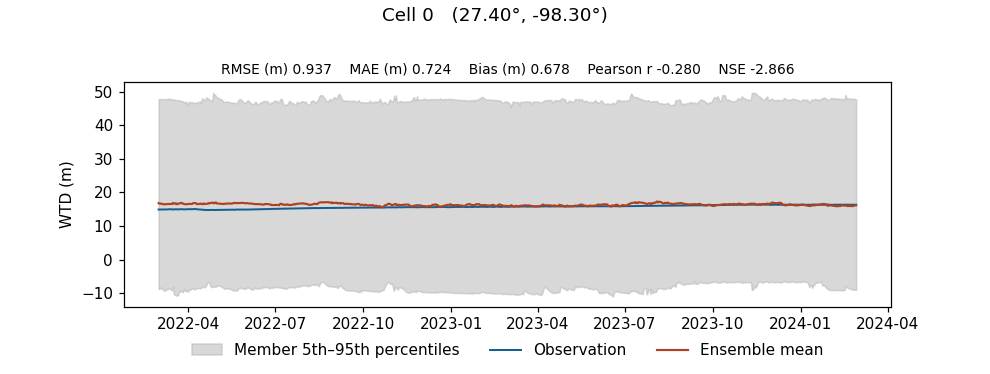 Cell 0   (27.40°, -98.30°)
RMSE (m) 0.937    MAE (m) 0.724    Bias (m) 0.678    Pearson r -0.280    NSE -2.866
50
40
30
20
10
0
−10
WTD (m)
2022-04 2022-07 2022-10 2023-01 2023-04 2023-07 2023-10 2024-01 2024-04
Member 5th–95th percentiles    Observation    Ensemble mean